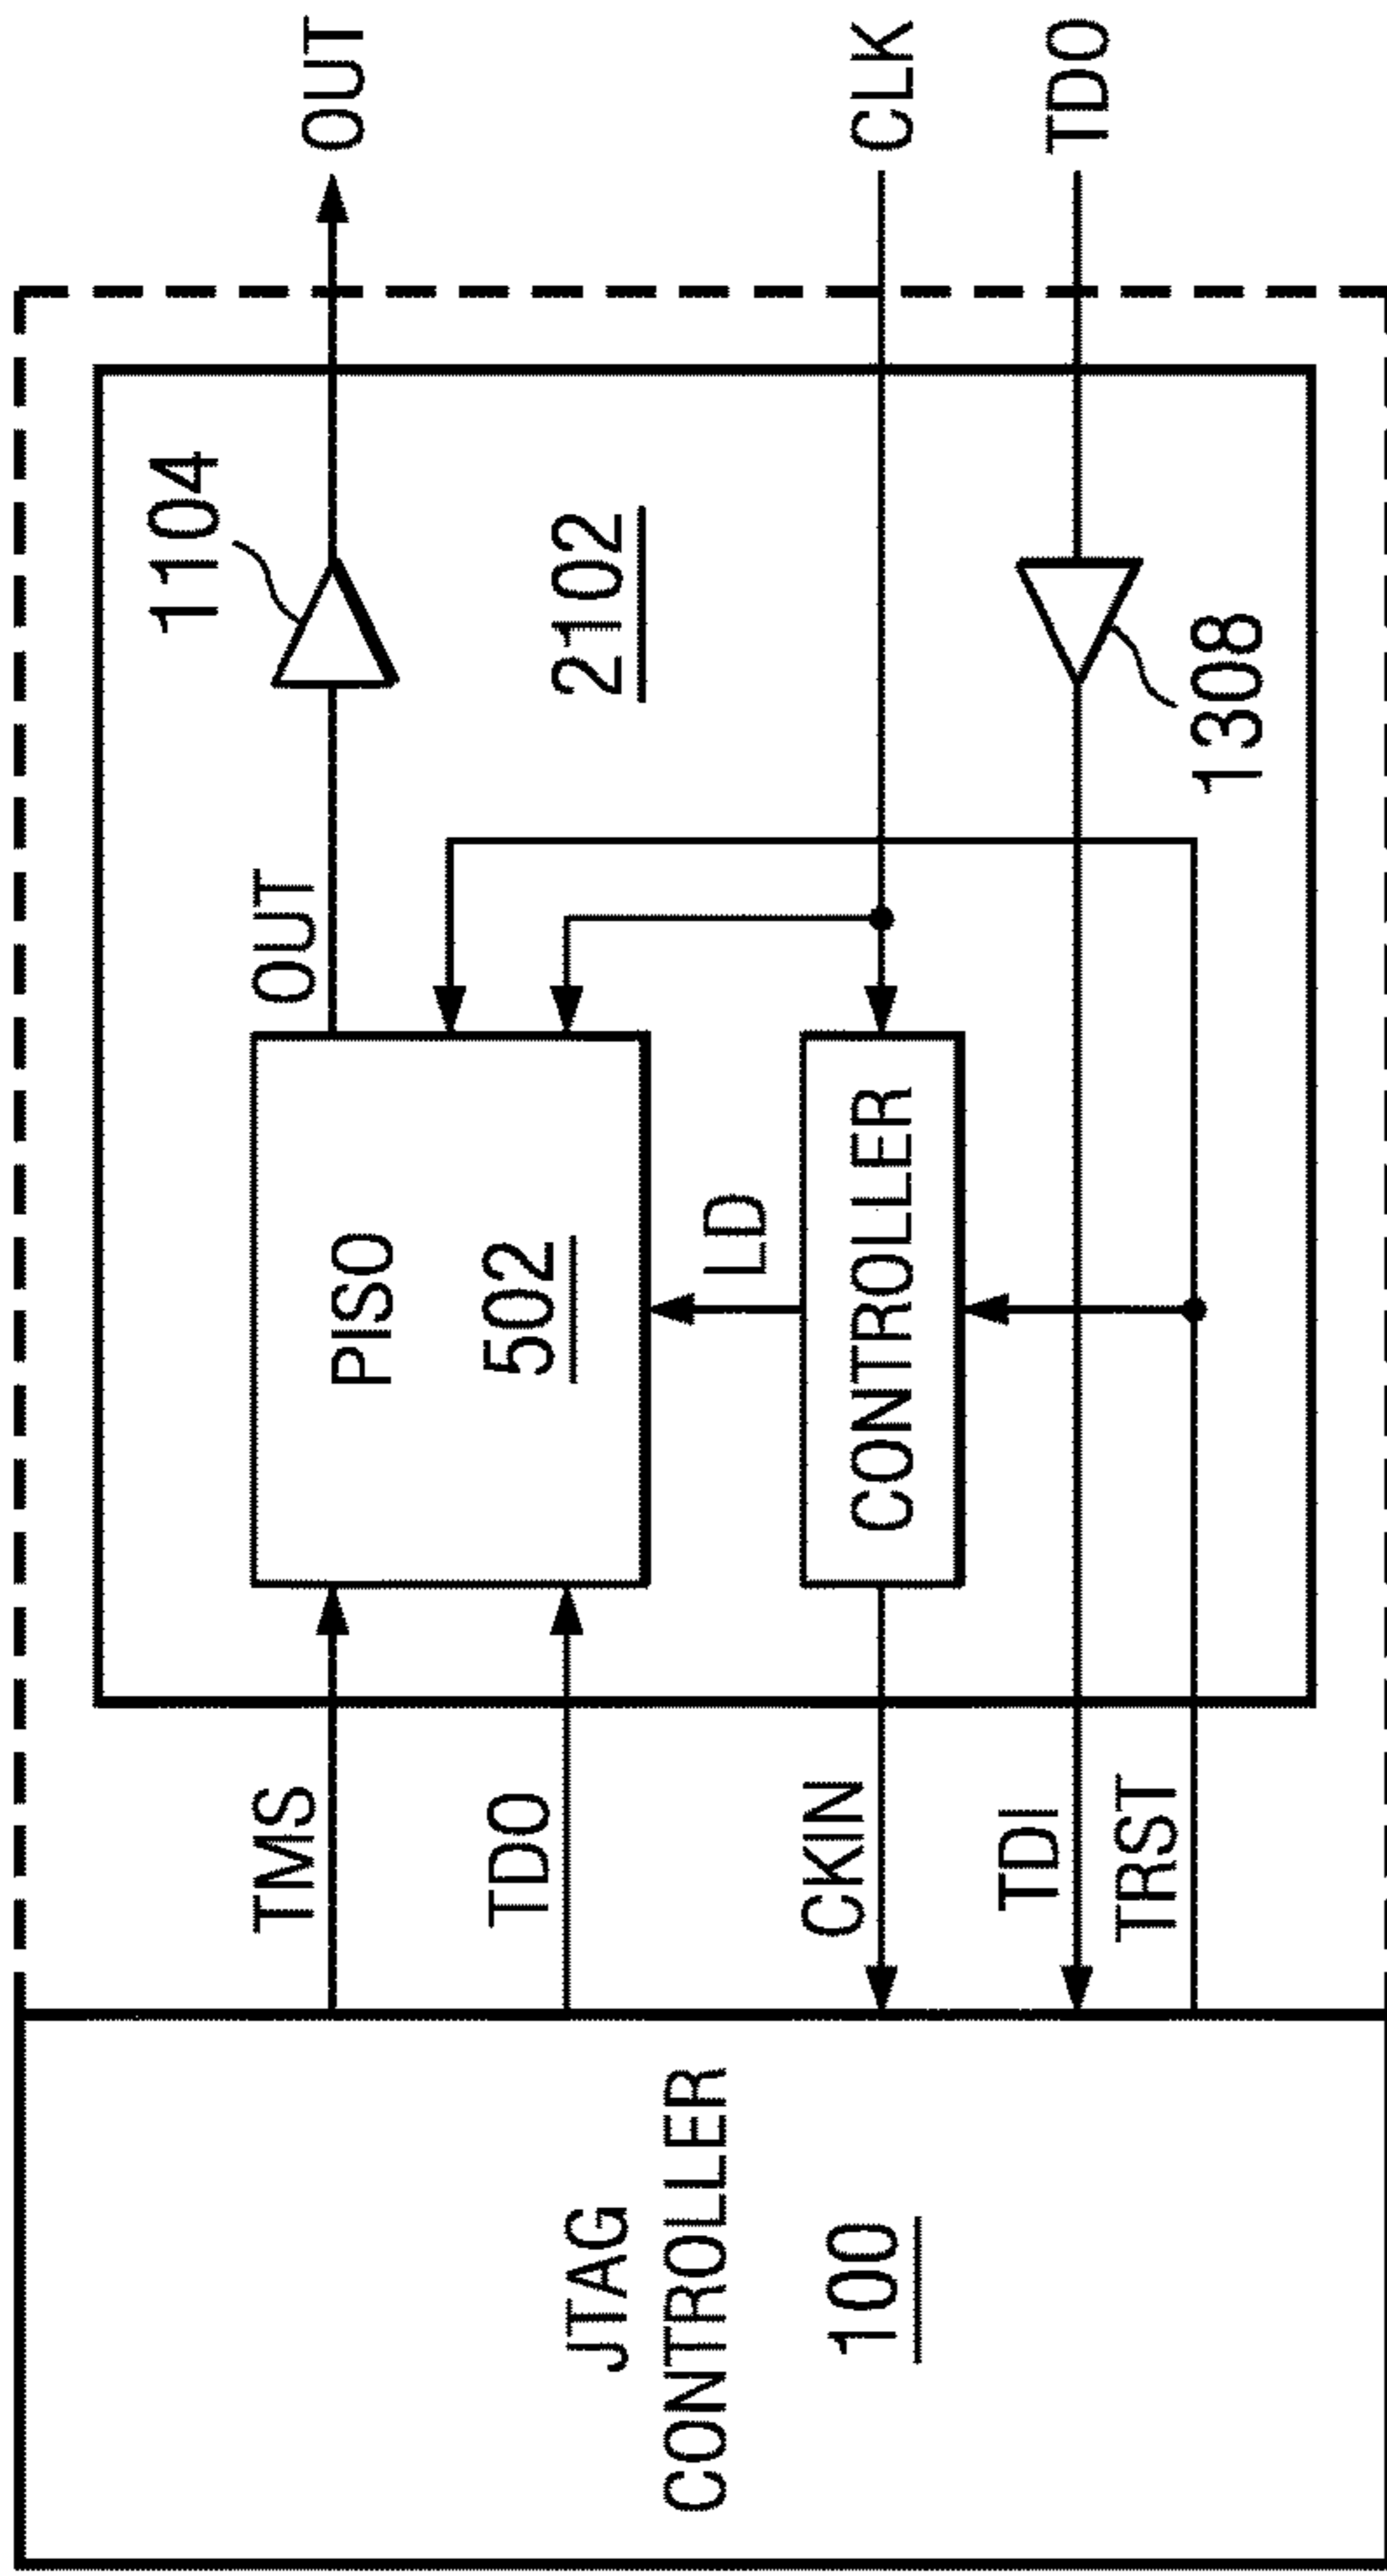 JTAG
CONTROLLER
100
TMS
TDO
CKIN
TDI
TRST
PISO
502
LD
CONTROLLER
OUT
1104
2102
1308
OUT
CLK
TDO